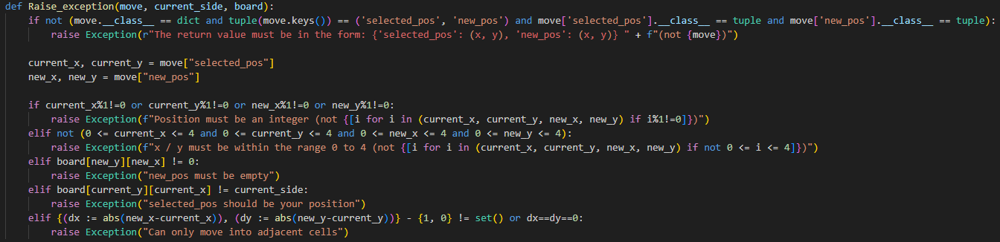 def Raise_exception(move, current_side, board):
    if not (move.__class__ == dict and tuple(move.keys()) == ('selected_pos', 'new_pos') and move['selected_pos'].__class__ == tuple and move['new_pos'].__class__ == tuple):
        raise Exception(r"The return value must be in the form: {'selected_pos': (x, y), 'new_pos': (x, y)} " + f"(not {move})")

    current_x, current_y = move["selected_pos"]
    new_x, new_y = move["new_pos"]

    if current_x%1!=0 or current_y%1!=0 or new_x%1!=0 or new_y%1!=0:
        raise Exception(f"Position must be an integer (not {[i for i in (current_x, current_y, new_x, new_y) if i%1!=0]})")
    elif not (0 <= current_x <= 4 and 0 <= current_y <= 4 and 0 <= new_x <= 4 and 0 <= new_y <= 4):
        raise Exception(f"x / y must be within the range 0 to 4 (not {[i for i in (current_x, current_y, new_x, new_y) if not 0 <= i <= 4]})")
    elif board[new_y][new_x] != 0:
        raise Exception("new_pos must be empty")
    elif board[current_y][current_x] != current_side:
        raise Exception("selected_pos should be your position")
    elif {(dx := abs(new_x-current_x)), (dy := abs(new_y-current_y))} - {1, 0} != set() or dx==dy==0:
        raise Exception("Can only move into adjacent cells")